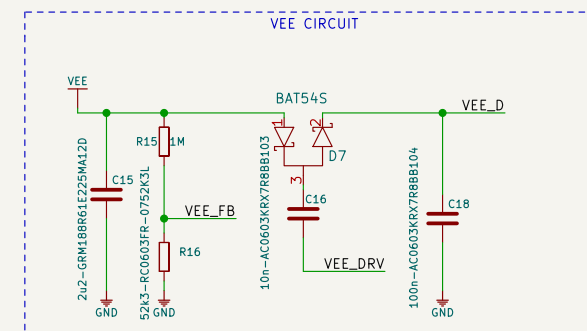 VEE CIRCUIT
VEE
BAT54S
VEE_D
1
2
R15
1M
D7
C15
3
C16
C18
VEE_FB
R16
VEE_DRV
2u2-GRM188R61E225MA12D
52k3-RC0603FR-0752K3L
10n-AC0603KRX7R8BB103
100n-AC0603KRX7R8BB104
GND
GND
GND